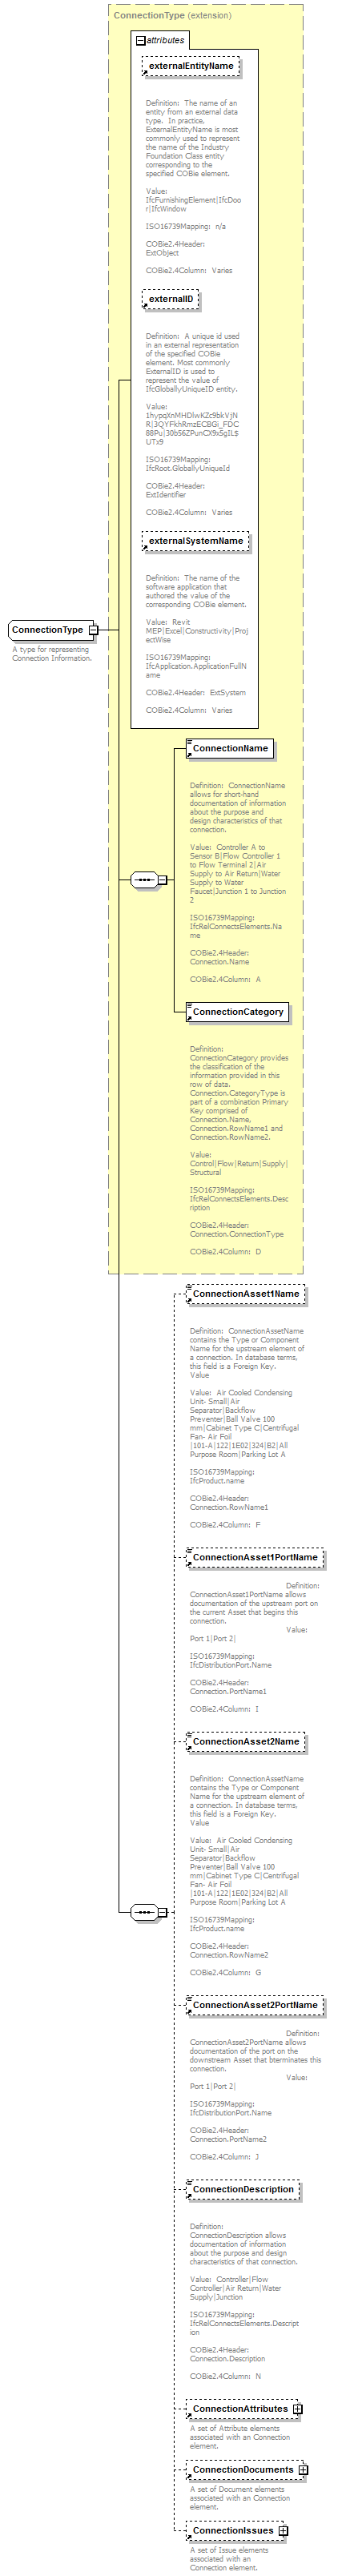 ConnectionType (extension)
attributes
externalEntityName
Definition:  The name of an
entity from an external data
type.  In practice,
ExternalEntityName is most
commonly used to represent
the name of the Industry
Foundation Class entity
corresponding to the
specified COBie element.
Value:
IfcFurnishingElement|IfcDoo
r|IfcWindow
ISO16739Mapping:  n/a
COBie2.4Header:
ExtObject
COBie2.4Column:  Varies
externalID
Definition:  A unique id used
in an external representation
of the specified COBie
element. Most commonly
ExternalID is used to
represent the value of
IfcGloballyUniqueID entity.
Value:
1hypqXnMHDlwKZc9bkVjN
R|3QYFkhRmzECBGi_FDC
88Pu|30b56ZPunCX9xSgIL$
UTx9
ISO16739Mapping:
IfcRoot.GloballyUniqueId
COBie2.4Header:
ExtIdentifier
COBie2.4Column:  Varies
externalSystemName
Definition:  The name of the
software application that
authored the value of the
corresponding COBie element.
Value:  Revit
MEP|Excel|Constructivity|Proj
ectWise
ISO16739Mapping:
IfcApplication.ApplicationFullN
ame
COBie2.4Header:  ExtSystem
COBie2.4Column:  Varies
ConnectionType
A type for representing
Connection Information.
ConnectionName
Definition:  ConnectionName
allows for short-hand
documentation of information
about the purpose and
design characteristics of that
connection.
Value:  Controller A to
Sensor B|Flow Controller 1
to Flow Terminal 2|Air
Supply to Air Return|Water
Supply to Water
Faucet|Junction 1 to Junction
2
ISO16739Mapping:
IfcRelConnectsElements.Na
me
COBie2.4Header:
Connection.Name
COBie2.4Column:  A
ConnectionCategory
Definition:
ConnectionCategory provides
the classification of the
information provided in this
row of data.
Connection.CategoryType is
part of a combination Primary
Key comprised of
Connection.Name,
Connection.RowName1 and
Connection.RowName2.
Value:
Control|Flow|Return|Supply|
Structural
ISO16739Mapping:
IfcRelConnectsElements.Desc
ription
COBie2.4Header:
Connection.ConnectionType
COBie2.4Column:  D
ConnectionAsset1Name
Definition:  ConnectionAssetName
contains the Type or Component
Name for the upstream element of
a connection. In database terms,
this field is a Foreign Key.
Value
Value:  Air Cooled Condensing
Unit- Small|Air
Separator|Backflow
Preventer|Ball Valve 100
mm|Cabinet Type C|Centrifugal
Fan- Air Foil
|101-A|122|1E02|324|B2|All
Purpose Room|Parking Lot A
ISO16739Mapping:
IfcProduct.name
COBie2.4Header:
Connection.RowName1
COBie2.4Column:  F
ConnectionAsset1PortName
Definition:
ConnectionAsset1PortName allows
documentation of the upstream port on
the current Asset that begins this
connection.
Value:
Port 1|Port 2|
ISO16739Mapping:
IfcDistributionPort.Name
COBie2.4Header:
Connection.PortName1
COBie2.4Column:  I
ConnectionAsset2Name
Definition:  ConnectionAssetName
contains the Type or Component
Name for the upstream element of
a connection. In database terms,
this field is a Foreign Key.
Value
Value:  Air Cooled Condensing
Unit- Small|Air
Separator|Backflow
Preventer|Ball Valve 100
mm|Cabinet Type C|Centrifugal
Fan- Air Foil
|101-A|122|1E02|324|B2|All
Purpose Room|Parking Lot A
ISO16739Mapping:
IfcProduct.name
COBie2.4Header:
Connection.RowName2
COBie2.4Column:  G
ConnectionAsset2PortName
Definition:
ConnectionAsset2PortName allows
documentation of the port on the
downstream Asset that bterminates this
connection.
Value:
Port 1|Port 2|
ISO16739Mapping:
IfcDistributionPort.Name
COBie2.4Header:
Connection.PortName2
COBie2.4Column:  J
ConnectionDescription
Definition:
ConnectionDescription allows
documentation of information
about the purpose and design
characteristics of that connection.
Value:  Controller|Flow
Controller|Air Return|Water
Supply|Junction
ISO16739Mapping:
IfcRelConnectsElements.Descript
ion
COBie2.4Header:
Connection.Description
COBie2.4Column:  N
ConnectionAttributes
A set of Attribute elements
associated with an Connection
element.
ConnectionDocuments
A set of Document elements
associated with an Connection
element.
ConnectionIssues
A set of Issue elements
associated with an
Connection element.